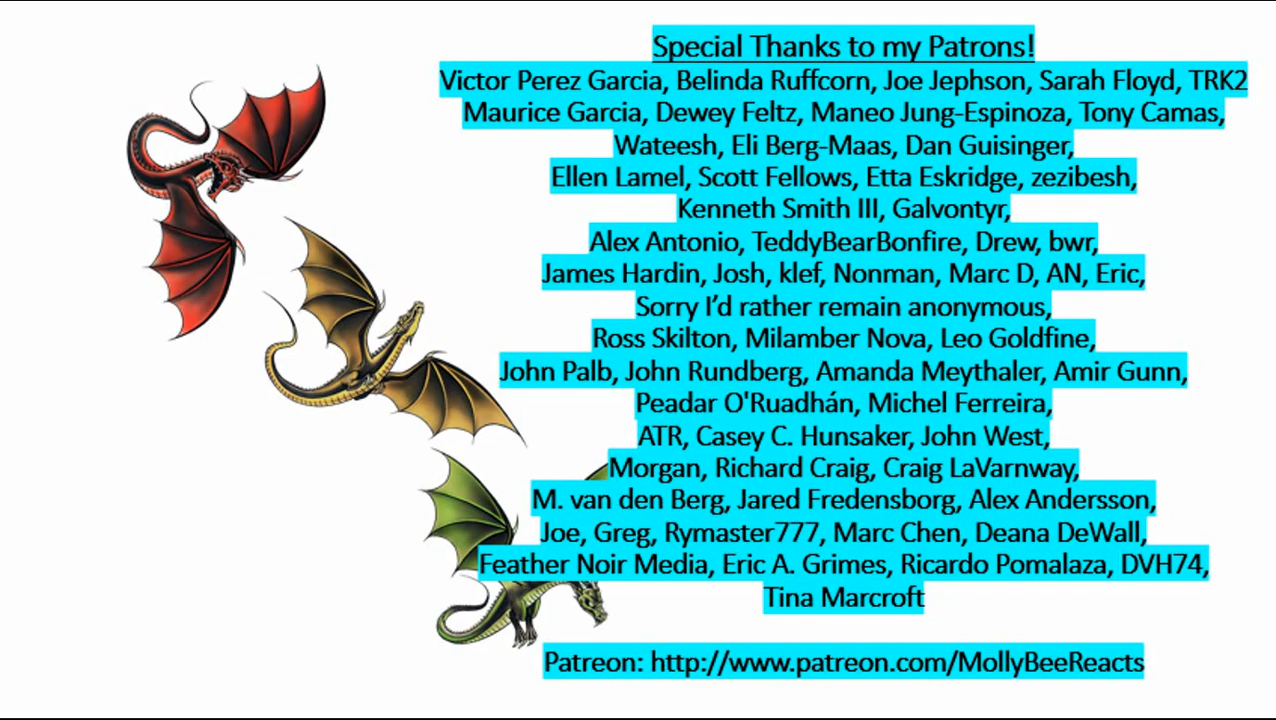 Special Thanks to my Patrons!
Victor Perez Garcia, Belinda Ruffcorn, Joe Jephson, Sarah Floyd, TRK2
Maurice Garcia, Dewey Feltz, Maneo Jung-Espinoza, Tony Camas,
Wateesh, Eli Berg-Maas, Dan Guisinger,
Ellen Lamel, Scott Fellows, Etta Eskridge, zezibesh,
Kenneth Smith III, Galvontyr,
Alex Antonio, TeddyBearBonfire, Drew, bwr,
James Hardin, Josh, klef, Nonman, Marc D, AN, Eric,
Sorry I’d rather remain anonymous,
Ross Skilton, Milamber Nova, Leo Goldfine,
John Palb, John Rundberg, Amanda Meythaler, Amir Gunn,
Peadar O'Ruadhán, Michel Ferreira,
ATR, Casey C. Hunsaker, John West,
Morgan, Richard Craig, Craig LaVarnway,
M. van den Berg, Jared Fredensborg, Alex Andersson,
Joe, Greg, Rymaster777, Marc Chen, Deana DeWall,
Feather Noir Media, Eric A. Grimes, Ricardo Pomalaza, DVH74,
Tina Marcroft
Patreon: http://www.patreon.com/MollyBeeReacts